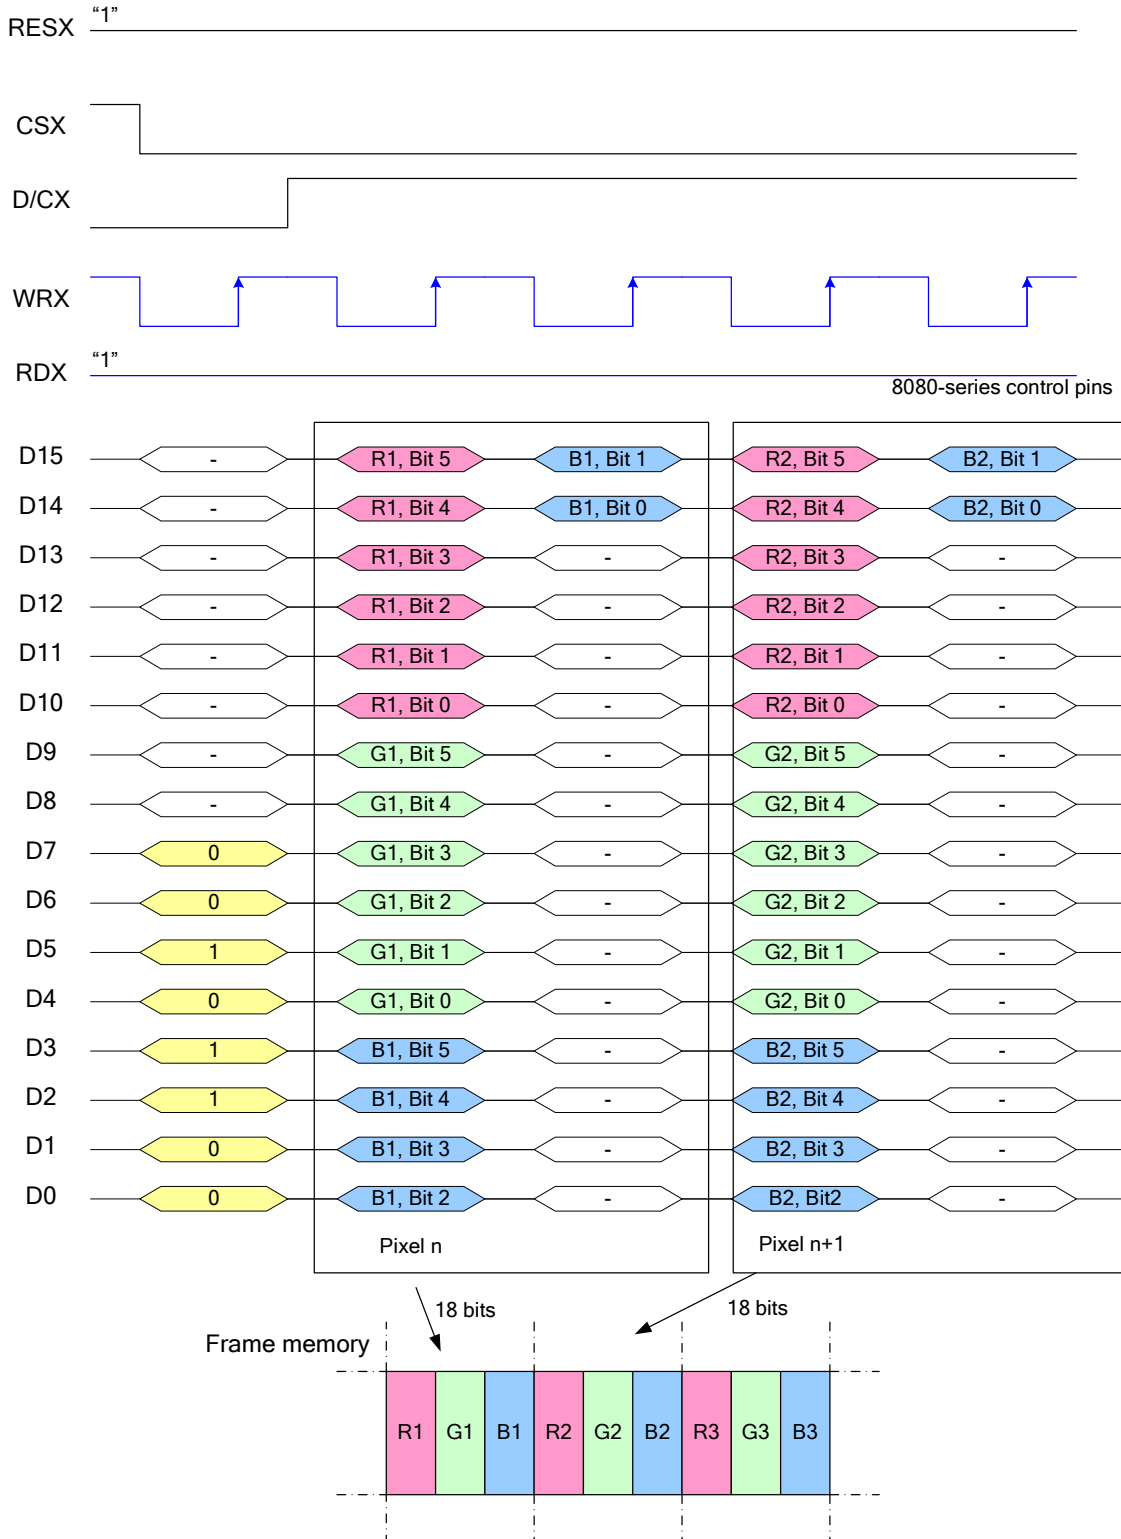 RESX “1”
CSX
D/CX
WRX
RDX “1”
8080-series control pins
D15 - R1, Bit 5 B1, Bit 1 R2, Bit 5 B2, Bit 1
D14 - R1, Bit 4 B1, Bit 0 R2, Bit 4 B2, Bit 0
D13 - R1, Bit 3 - R2, Bit 3 -
D12 - R1, Bit 2 - R2, Bit 2 -
D11 - R1, Bit 1 - R2, Bit 1 -
D10 - R1, Bit 0 - R2, Bit 0 -
D9 - G1, Bit 5 - G2, Bit 5 -
D8 - G1, Bit 4 - G2, Bit 4 -
D7 0 G1, Bit 3 - G2, Bit 3 -
D6 0 G1, Bit 2 - G2, Bit 2 -
D5 1 G1, Bit 1 - G2, Bit 1 -
D4 0 G1, Bit 0 - G2, Bit 0 -
D3 1 B1, Bit 5 - B2, Bit 5 -
D2 1 B1, Bit 4 - B2, Bit 4 -
D1 0 B1, Bit 3 - B2, Bit 3 -
D0 0 B1, Bit 2 - B2, Bit2 -
Pixel n Pixel n+1
18 bits 18 bits
Frame memory
R1 G1 B1 R2 G2 B2 R3 G3 B3